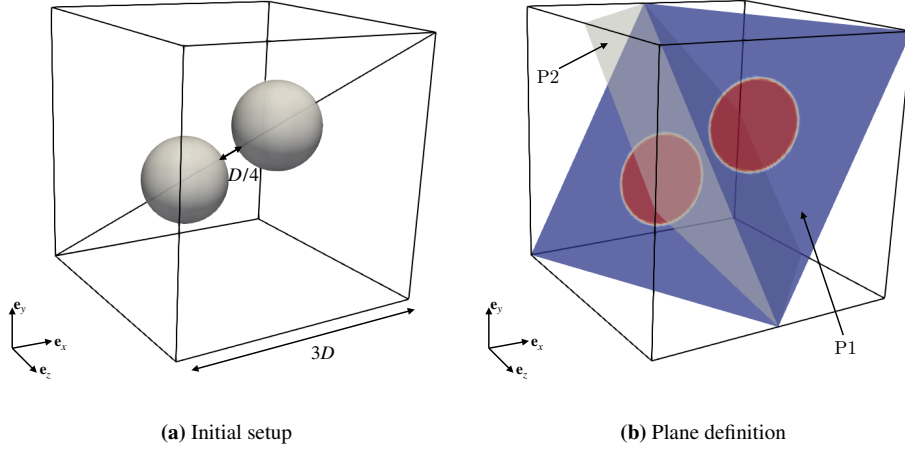 D/4
e_y
e_x
e_z
3D
(a) Initial setup
P2
e_y
e_x
e_z
P1
(b) Plane definition